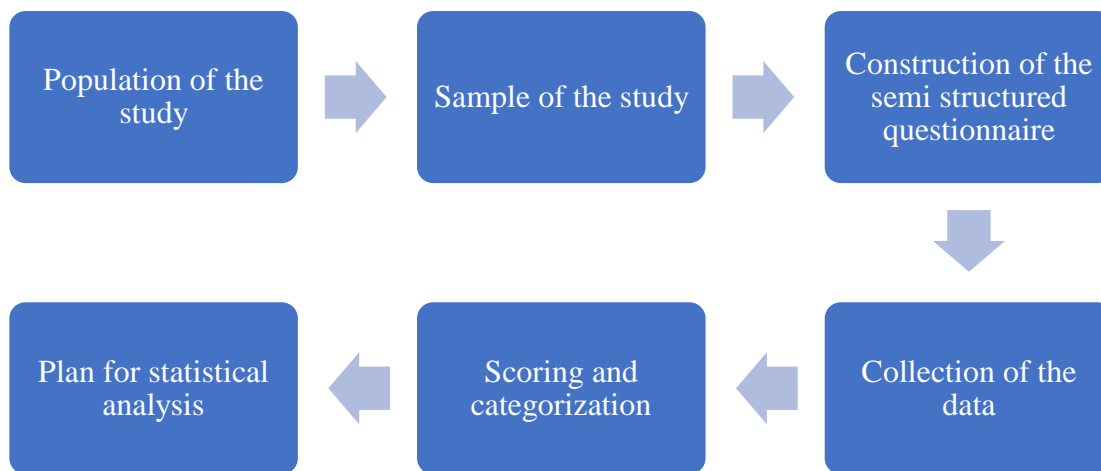 Population of the
study
Sample of the study
Construction of the
semi structured
questionnaire
Collection of the
data
Scoring and
categorization
Plan for statistical
analysis